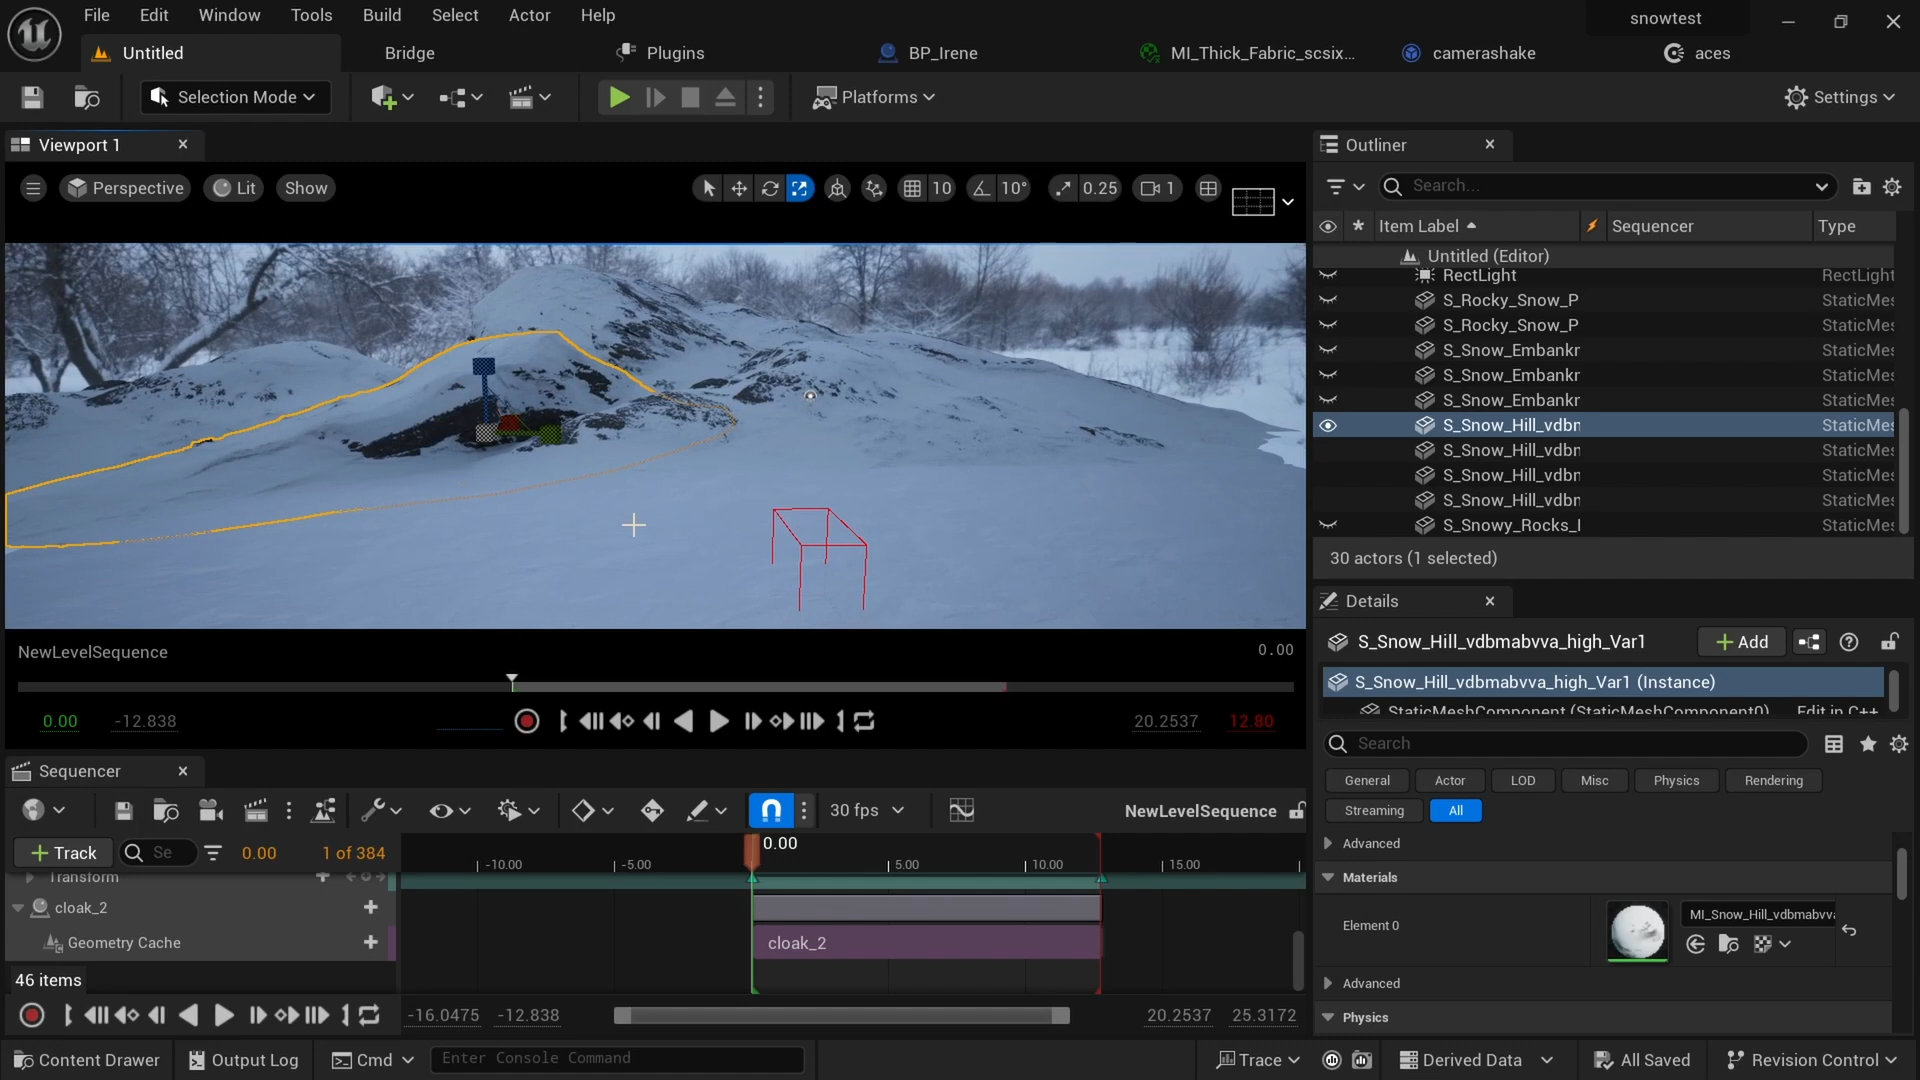 File Edit Window Tools Build Select Actor Help snowtest
Untitled Bridge Plugins BP_Irene MI_Thick_Fabric_scsix... camerashake aces
Selection Mode Platforms Settings
Viewport 1
Perspective Lit Show 10 10° 0.25 1
NewLevelSequence 0.00
0.00 -12.838 20.2537 12.80
Sequencer
30 fps NewLevelSequence
Track Se 0.00 1 of 384
0.00
-10.00 -5.00 5.00 10.00 15.00
Transform
cloak_2
Geometry Cache
cloak_2
46 items
-16.0475 -12.838 20.2537 25.3172
Outliner
Search...
Item Label Sequencer Type
Untitled (Editor)
RectLight RectLight
S_Rocky_Snow_P StaticMes
S_Rocky_Snow_P StaticMes
S_Snow_Embankr StaticMes
S_Snow_Embankr StaticMes
S_Snow_Embankr StaticMes
S_Snow_Hill_vdbn StaticMes
S_Snow_Hill_vdbn StaticMes
S_Snow_Hill_vdbn StaticMes
S_Snow_Hill_vdbn StaticMes
S_Snowy_Rocks_l StaticMes
30 actors (1 selected)
Details
S_Snow_Hill_vdbmabvva_high_Var1 Add
S_Snow_Hill_vdbmabvva_high_Var1 (Instance)
StaticMeshComponent (StaticMeshComponent0) Edit in C++
Search
General Actor LOD Misc Physics Rendering
Streaming All
Advanced
Materials
Element 0 MI_Snow_Hill_vdbmabvva
Advanced
Physics
Content Drawer Output Log Cmd Enter Console Command Trace Derived Data All Saved Revision Control